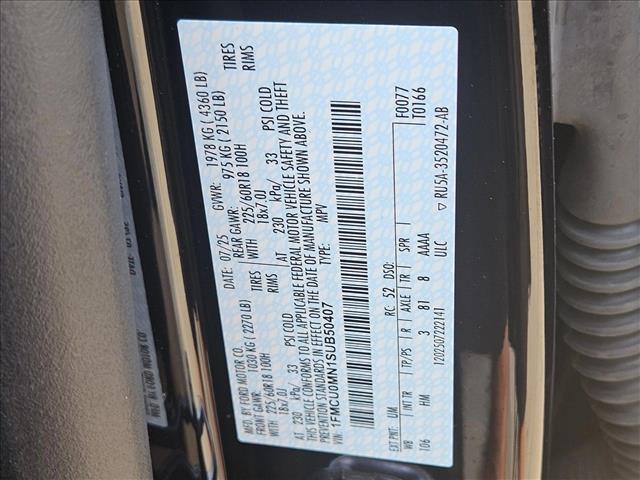 MFG. BY FORD MOTOR CO.
DATE: 07/25 GVWR: 1978 KG ( 4360 LB)
FRONT GAWR: 1030 KG (2270 LB) REAR GAWR: 975 KG ( 2150 LB)
225/60R18 100H TIRES WITH 225/60R18 100H TIRES
18x7.0J RIMS 18x7.0J RIMS
AT 230 kPa/ 33 PSI COLD AT 230 kPa/ 33 PSI COLD
THIS VEHICLE CONFORMS TO ALL APPLICABLE FEDERAL MOTOR VEHICLE SAFETY AND THEFT
PREVENTION STANDARDS IN EFFECT ON THE DATE OF MANUFACTURE SHOWN ABOVE.
VIN: 1FMCU0MN1SUB50407 TYPE: MPV
F0077
T0166
EXT PNT: UM RC: 52 DSO:
WB INT TR TP/PS R AXLE TR SPR
106 HM 3 81 8 AAAA
120250722141 ULC
▽ RU5A-3520472-AB